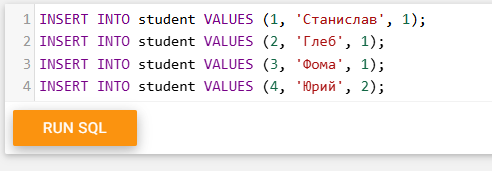 1 INSERT INTO student VALUES (1, 'Станислав', 1);
2 INSERT INTO student VALUES (2, 'Глеб', 1);
3 INSERT INTO student VALUES (3, 'Фома', 1);
4 INSERT INTO student VALUES (4, 'Юрий', 2);
RUN SQL